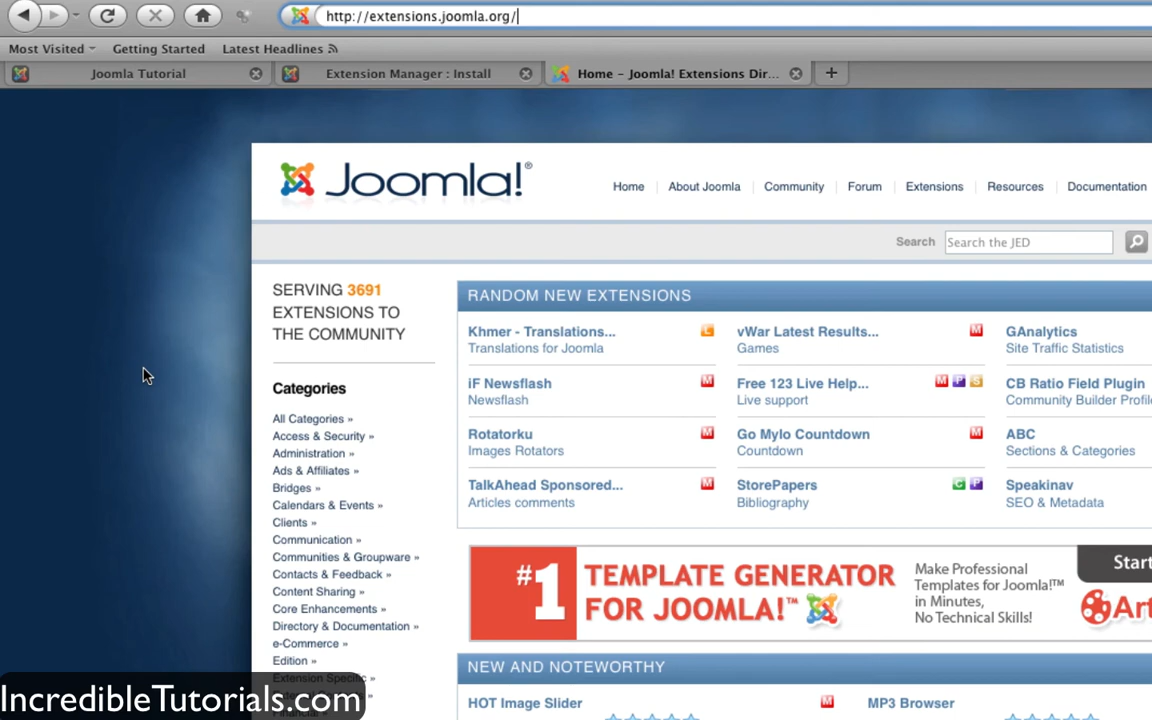 http://extensions.joomla.org/
Most Visited Getting Started Latest Headlines
Joomla Tutorial Extension Manager : Install Home – Joomla! Extensions Dir...
Joomla!®
Home About Joomla Community Forum Extensions Resources Documentation
Search Search the JED
SERVING 3691
EXTENSIONS TO
THE COMMUNITY
Categories
All Categories »
Access & Security »
Administration »
Ads & Affiliates »
Bridges »
Calendars & Events »
Clients »
Communication »
Communities & Groupware »
Contacts & Feedback »
Content Sharing »
Core Enhancements »
Directory & Documentation »
e-Commerce »
Edition »
Extension Specific »
RANDOM NEW EXTENSIONS
Khmer - Translations... L
Translations for Joomla
vWar Latest Results... M
Games
GAnalytics
Site Traffic Statistics
iF Newsflash M
Newsflash
Free 123 Live Help... M P S
Live support
CB Ratio Field Plugin
Community Builder Profile
Rotatorku M
Images Rotators
Go Mylo Countdown M
Countdown
ABC
Sections & Categories
TalkAhead Sponsored... M
Articles comments
StorePapers C P
Bibliography
Speakinav
SEO & Metadata
#1 TEMPLATE GENERATOR
FOR JOOMLA!™
Make Professional
Templates for Joomla!™
in Minutes,
No Technical Skills!
Start
Art
NEW AND NOTEWORTHY
HOT Image Slider M
MP3 Browser
IncredibleTutorials.com